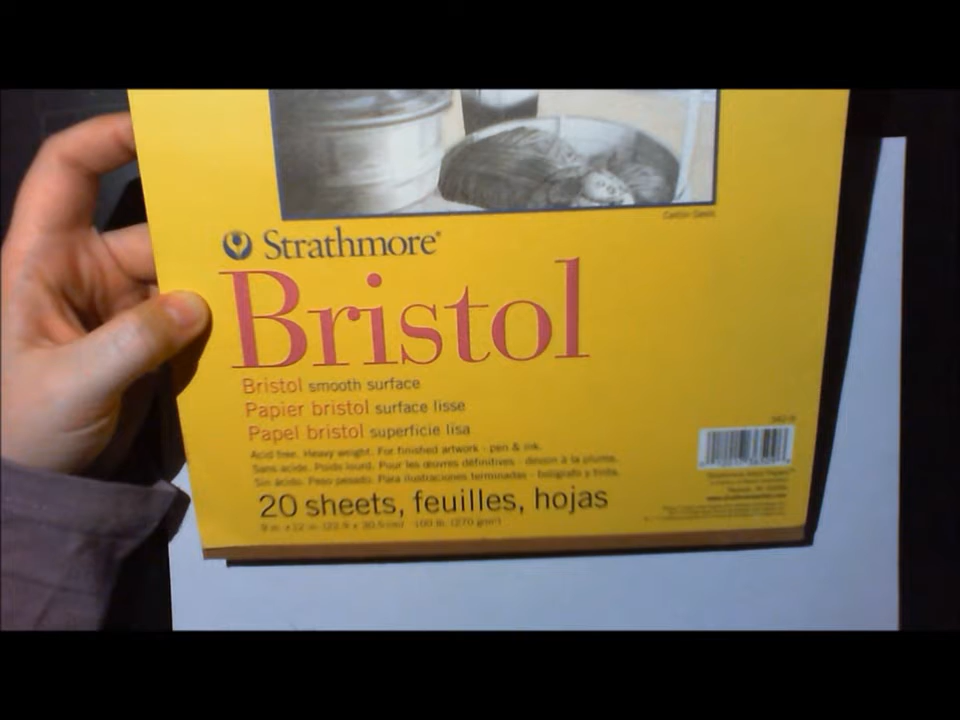 Strathmore®
Bristol
Bristol smooth surface
Papier bristol surface lisse
Papel bristol superficie lisa
Acid free. Heavy weight. For finished artwork · pen & ink.
Sans acide. Poids lourd. Pour les œuvres définitives · dessin à la plume.
Sin ácido. Peso pesado. Para ilustraciones terminadas · bolígrafo y tinta.
20 sheets, feuilles, hojas
9 in. x 12 in. (22.9 x 30.5 cm) 100 lb. (270 g/m²)